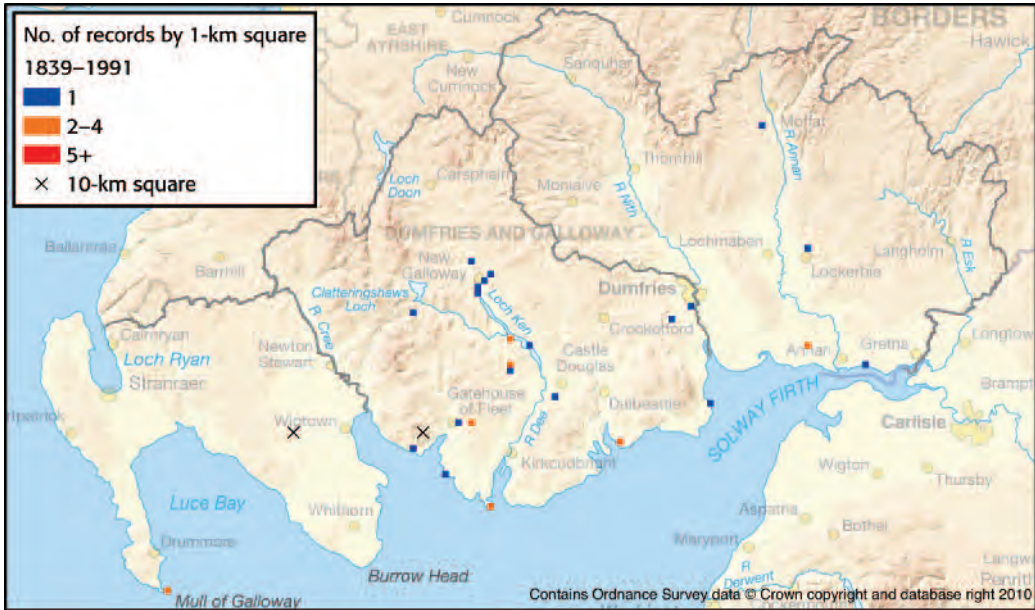 No. of records by 1-km square
1839–1991
1
2–4
5+
10-km square
Cumnock
EAST
AYRSHIRE
New
Cumnock
Sanquhar
BORDERS
Hawick
Moffat
R Annan
Loch
Doon
Carsphairn
Thornhill
Moniaive
R Nith
DUMFRIES AND GALLOWAY
Lochmaben
Langholm
R Esk
Lockerbie
Ballantrae
Barrhill
New
Galloway
Clatteringshaws
Loch
Loch Ken
Dumfries
Crocketford
R Cree
Cairnryan
Loch Ryan
Newton
Stewart
Castle
Douglas
Annan
Gretna
Longtow
Stranraer
Gatehouse
of Fleet
R Dee
Dalbeattie
SOLWAY FIRTH
Brampt
Carlisle
Wigtown
Kirkcudbright
Wigton
Thursby
Luce Bay
Whithorn
Aspatria
Bothel
Drummore
Maryport
R
Derwent
Langw
Penrith
Burrow Head
Mull of Galloway
Contains Ordnance Survey data © Crown copyright and database right 2010